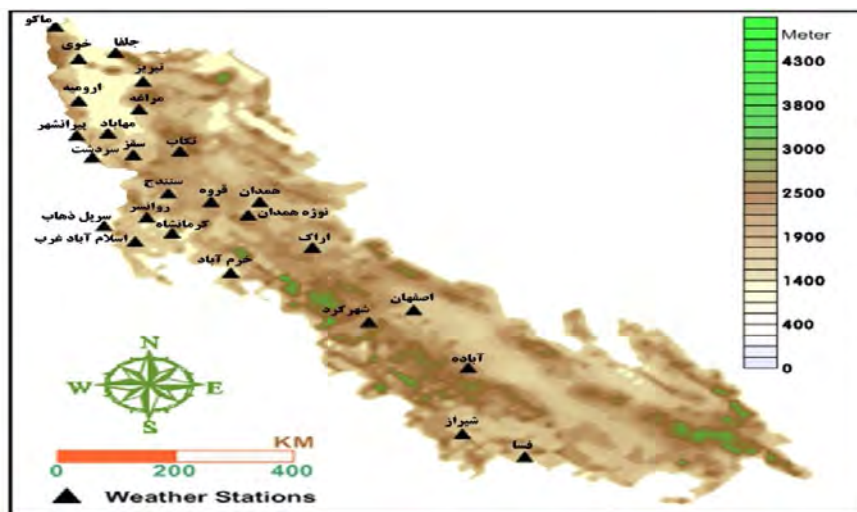 ماکو
خوی
جلفا
تبریز
ارومیه
مراغه
پیرانشهر
مهاباد
سردشت
سقز
تکاب
سنندج
قروه
همدان
نوژه همدان
روانسر
سرپل ذهاب
کرمانشاه
اسلام آباد غرب
خرم آباد
اراک
اصفهان
شهرکرد
آباده
شیراز
فسا
Meter
4300
3800
3000
2500
1900
1400
400
0
N
W
E
S
KM
0
200
400
Weather Stations